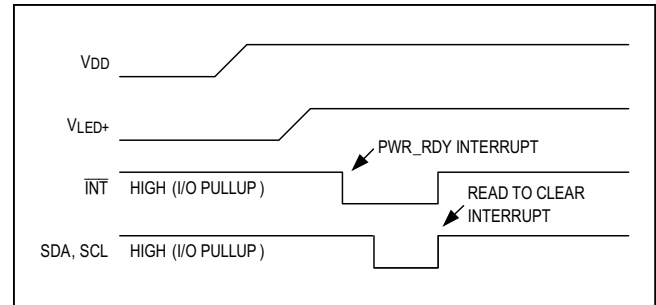 VDD
VLED+
PWR_RDY INTERRUPT
INT HIGH (I/O PULLUP)
READ TO CLEAR
INTERRUPT
SDA, SCL HIGH (I/O PULLUP)